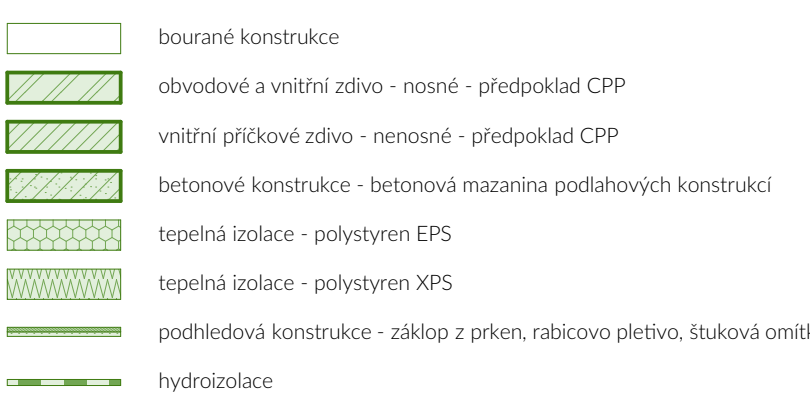 bourané konstrukce
obvodové a vnitřní zdivo - nosné - předpoklad CPP
vnitřní příčkové zdivo - nenosné - předpoklad CPP
betonové konstrukce - betonová mazanina podlahových konstrukcí
tepelná izolace - polystyren EPS
tepelná izolace - polystyren XPS
podhledová konstrukce - záklop z prken, rabicovo pletivo, štuková
hydroizolace